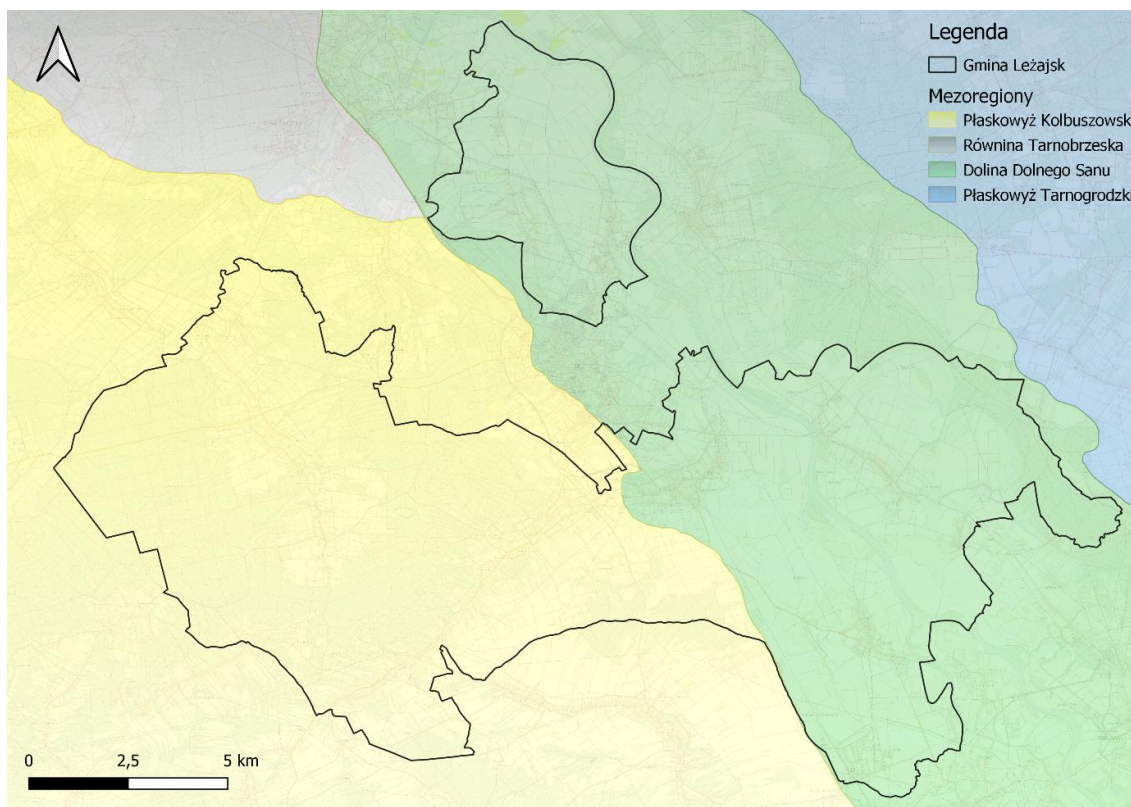 Legenda
Gmina Leżajsk
Mezoregiony
Płaskowyż Kolbuszowsk
Równina Tarnobrzeska
Dolina Dolnego Sanu
Płaskowyż Tarnogrodzki
0 2,5 5 km